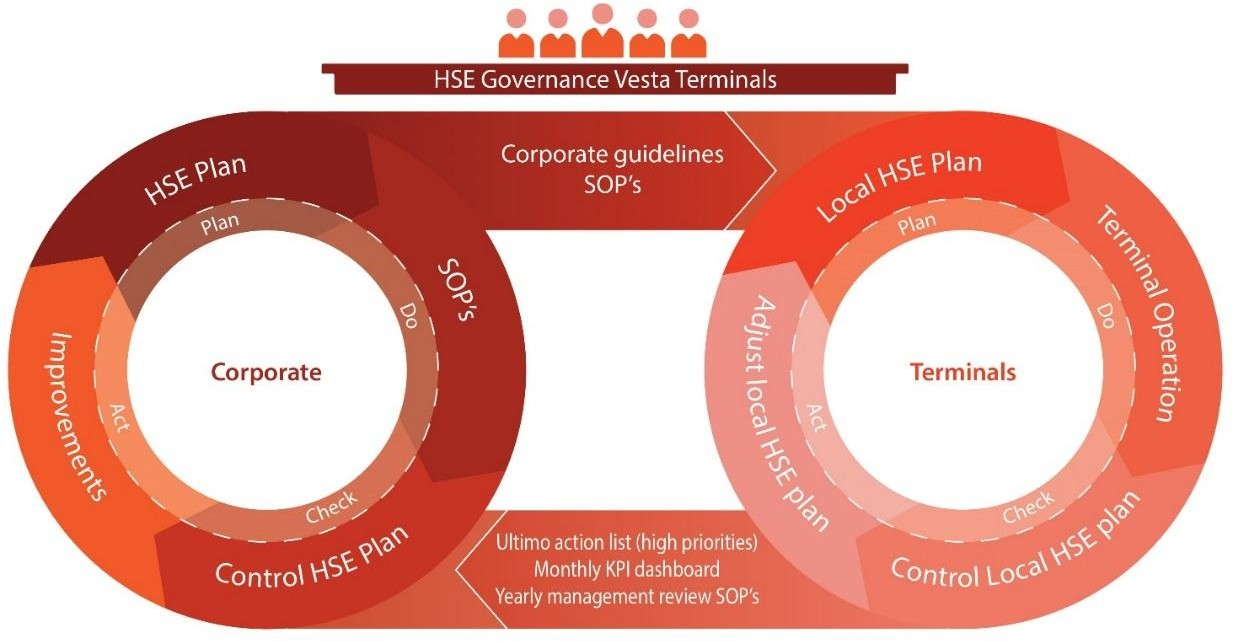 HSE Governance Vesta Terminals
Corporate guidelines
SOP's
HSE Plan
Plan
SOP's
Do
Corporate
Improvements
Act
Check
Control HSE Plan
Local HSE Plan
Plan
Terminal Operation
Do
Terminals
Adjust local HSE plan
Act
Check
Control Local HSE plan
Ultimo action list (high priorities)
Monthly KPI dashboard
Yearly management review SOP's